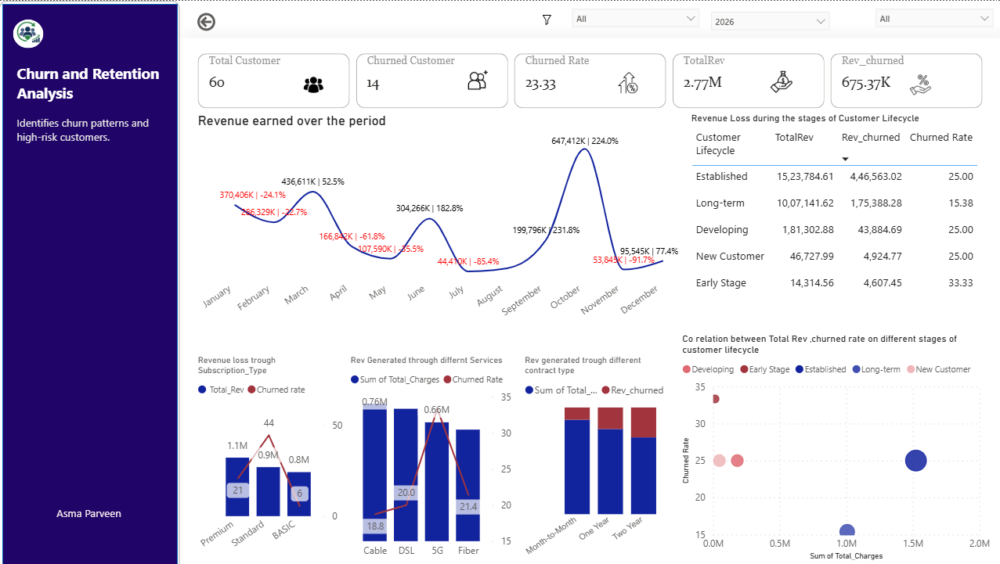 Churn and Retention
Analysis
Identifies churn patterns and
high-risk customers.
Asma Parveen
All
2026
All
Total Customer
60
Churned Customer
14
Churned Rate
23.33
TotalRev
2.77M
Rev_churned
675.37K
Revenue earned over the period
370,406K | -24.1%
286,329K | -22.7%
436,611K | 52.5%
166,842K | -61.8%
107,590K | -35.5%
304,266K | 182.8%
44,410K | -85.4%
199,796K | 231.8%
647,412K | 224.0%
53,845K | -91.7%
95,545K | 77.4%
January
February
March
April
May
June
July
August
September
October
November
December
Revenue Loss during the stages of Customer Lifecycle
Customer Lifecycle TotalRev Rev_churned Churned Rate
Established 15,23,784.61 4,46,563.02 25.00
Long-term 10,07,141.62 1,75,388.28 15.38
Developing 1,81,302.88 43,884.69 25.00
New Customer 46,727.99 4,924.77 25.00
Early Stage 14,314.56 4,607.45 33.33
Revenue loss trough
Subscription_Type
Total_Rev Churned rate
1.1M
0.9M
0.8M
44
21
6
50
0
Premium
Standard
BASIC
Rev Generated through differnt Services
Sum of Total_Charges Churned Rate
0.76M
0.66M
18.8
20.0
21.4
35
30
25
20
15
Cable DSL 5G Fiber
Rev generated trough different
contract type
Sum of Total_... Rev_churned
Month-to-Month
One Year
Two Year
Co relation between Total Rev ,churned rate on different stages of
customer lifecycle
Developing Early Stage Established Long-term New Customer
Churned Rate
35
30
25
20
15
0.0M 0.5M 1.0M 1.5M 2.0M
Sum of Total_Charges